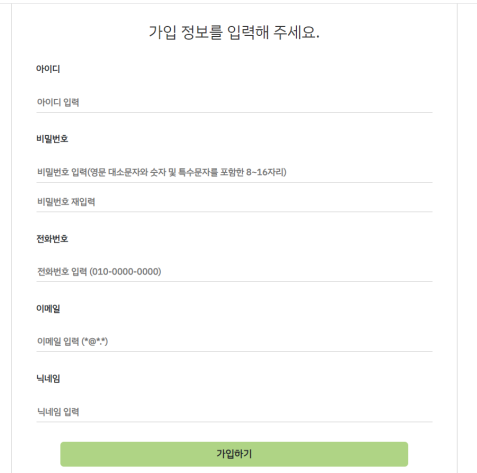 가입 정보를 입력해 주세요.
아이디
아이디 입력
비밀번호
비밀번호 입력(영문 대소문자와 숫자 및 특수문자를 포함한 8~16자리)
비밀번호 재입력
전화번호
전화번호 입력 (010-0000-0000)
이메일
이메일 입력 (*@*.*)
닉네임
닉네임 입력
가입하기